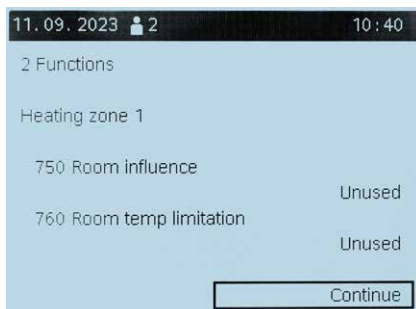 11.09.2023 2 10:40
2 Functions
Heating zone 1
750 Room influence
Unused
760 Room temp limitation
Unused
Continue